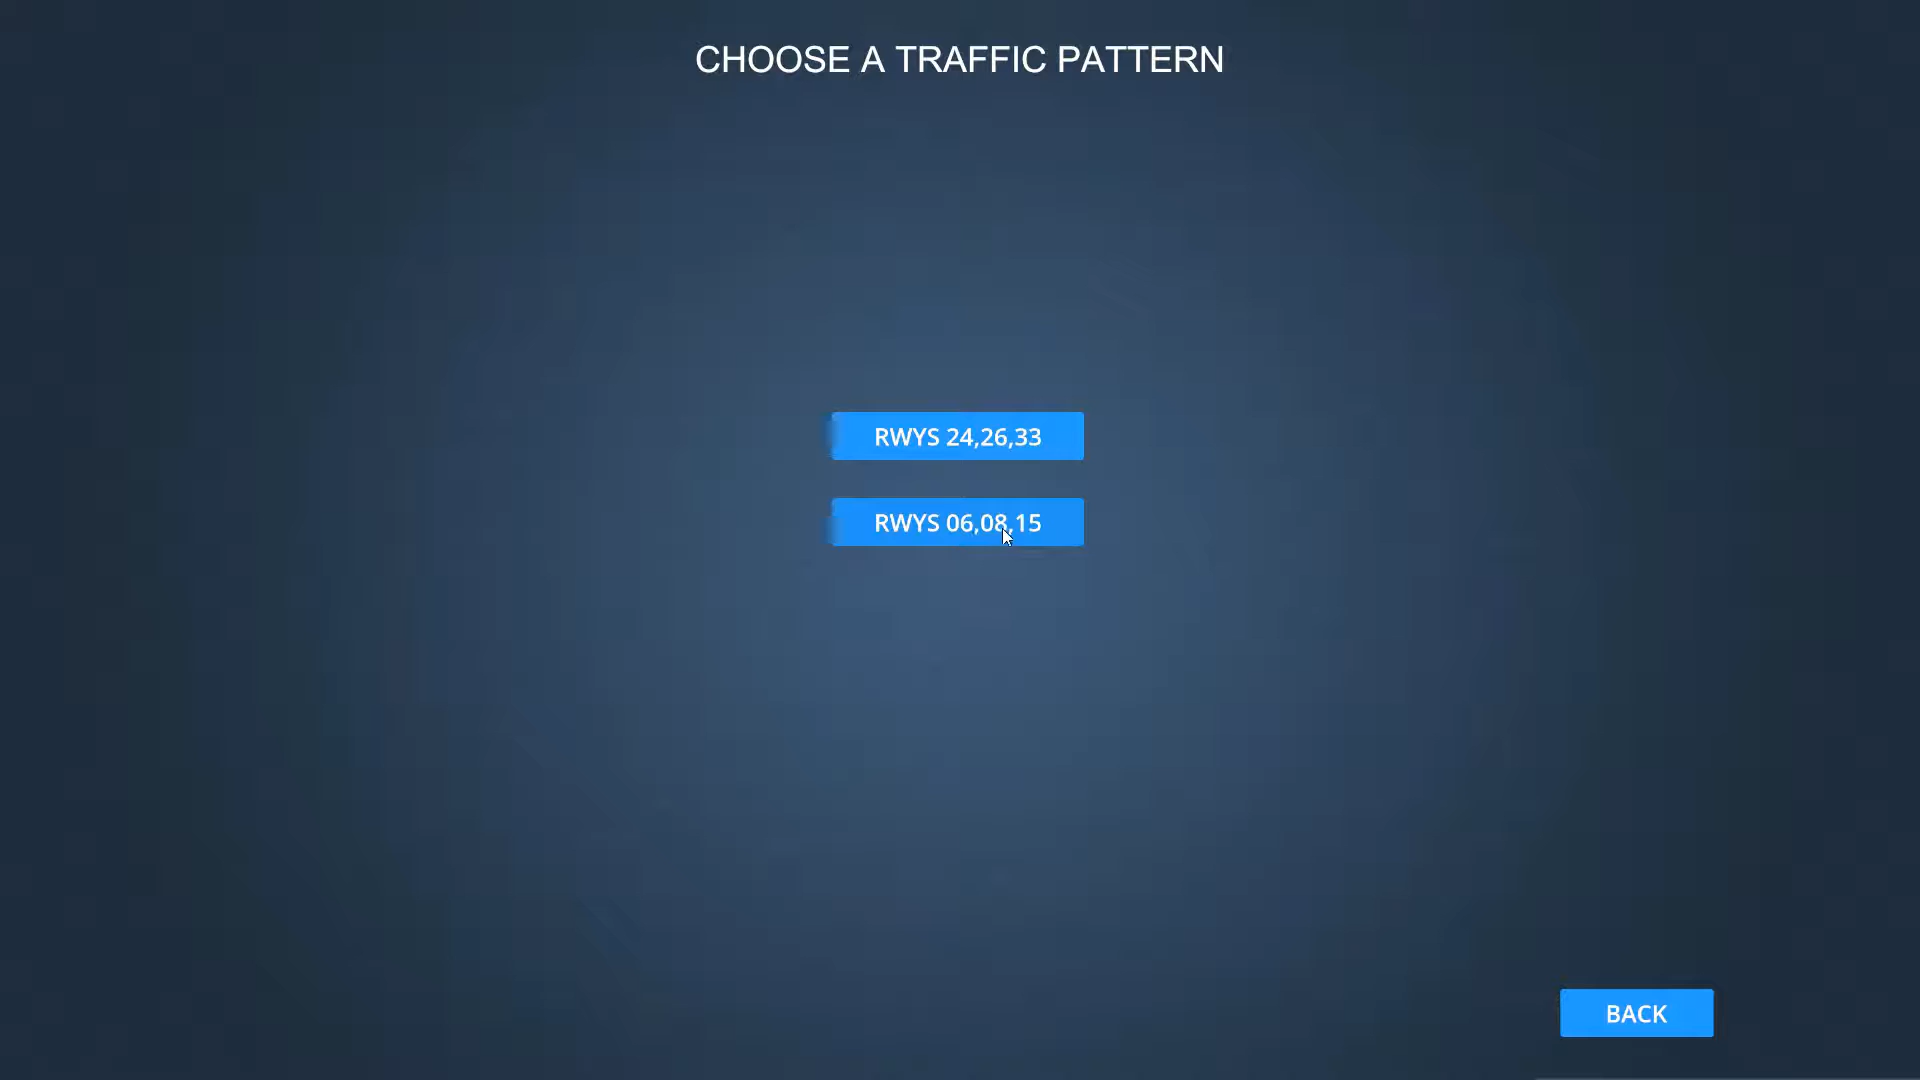 CHOOSE A TRAFFIC PATTERN
RWYS 24,26,33
RWYS 06,08,15
BACK